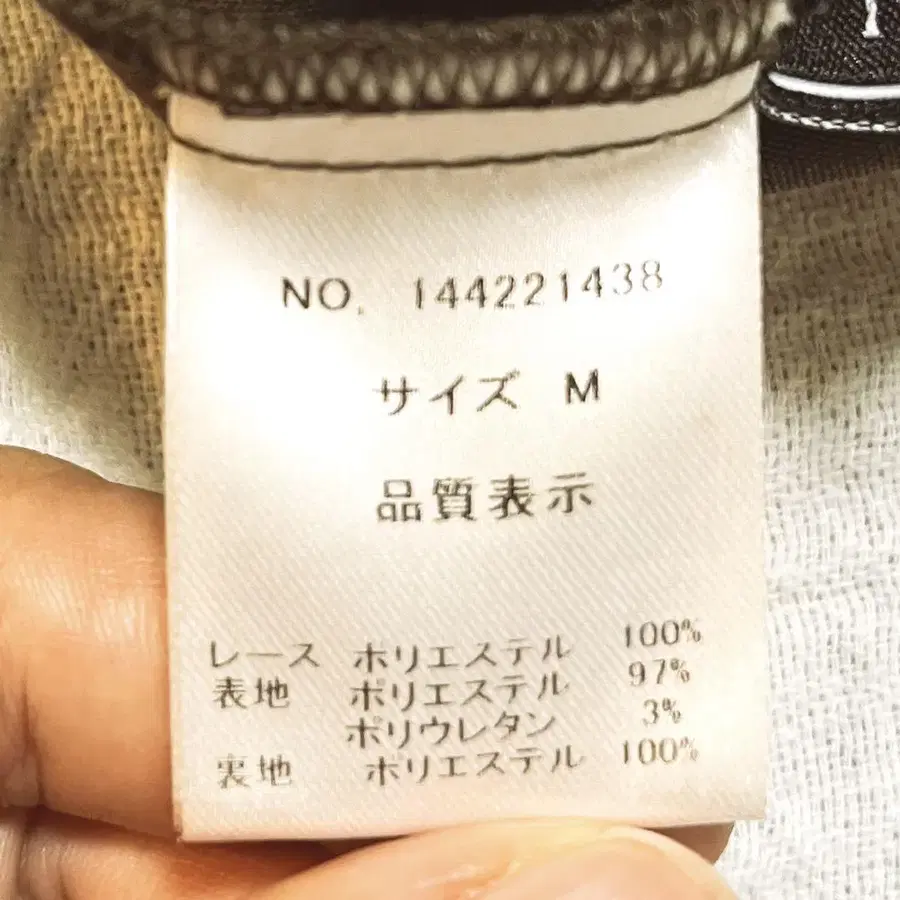 NO. 144221438
サイズ M
品質表示
レース ポリエステル 100%
表地 ポリエステル 97%
ポリウレタン 3%
裏地 ポリエステル 100%